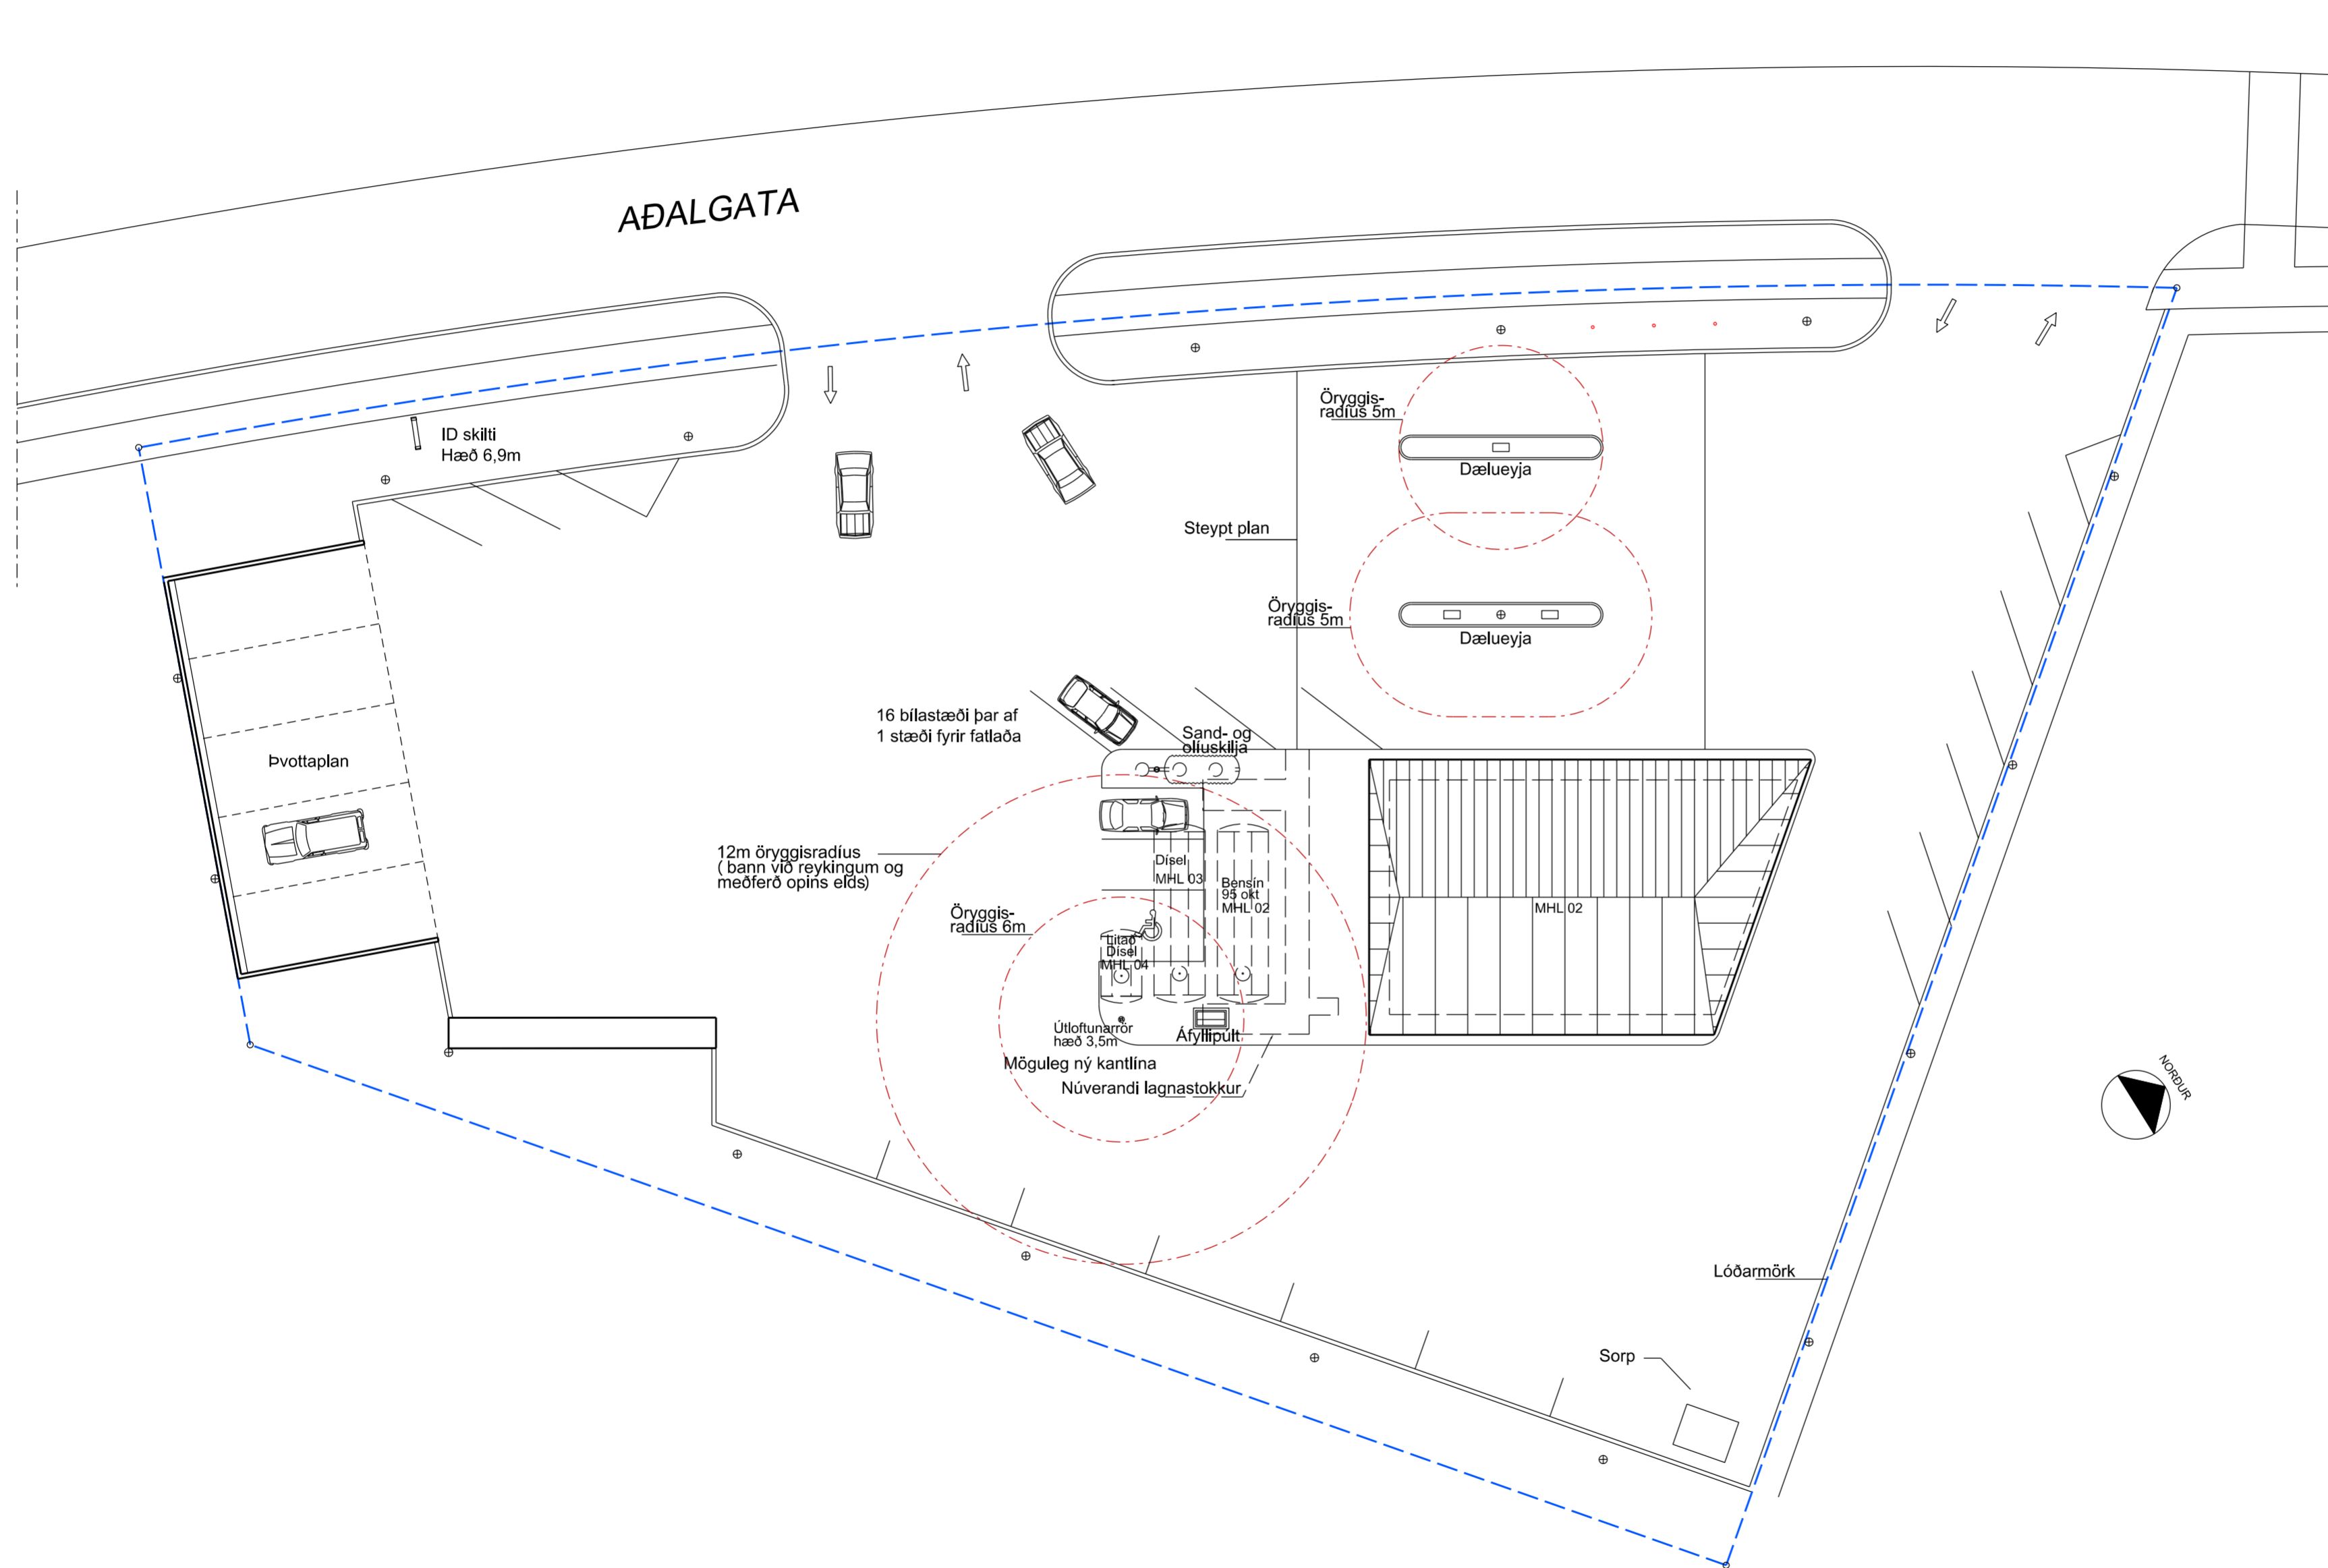 AÐALGATA
ID skilti
Hæð 6,9m
Öryggis-
radíus 5m
Dælueyja
Steypt plan
Öryggis-
radíus 5m
Dælueyja
16 bílastæði þar af
1 stæði fyrir fatlaða
Sand- og
olíuskilja
Þvottaplan
12m öryggisradíus
( bann við reykingum og
meðferð opins elds)
Dísel
MHL 03
Bensín
95 okt
MHL 02
MHL 02
Öryggis-
radíus 6m
Litað
Dísel
MHL 04
Útloftunarrör
hæð 3,5m
Áfyllipúlt
Möguleg ný kantlína
Núverandi lagnastokkur
NORÐUR
Lóðarmörk
Sorp